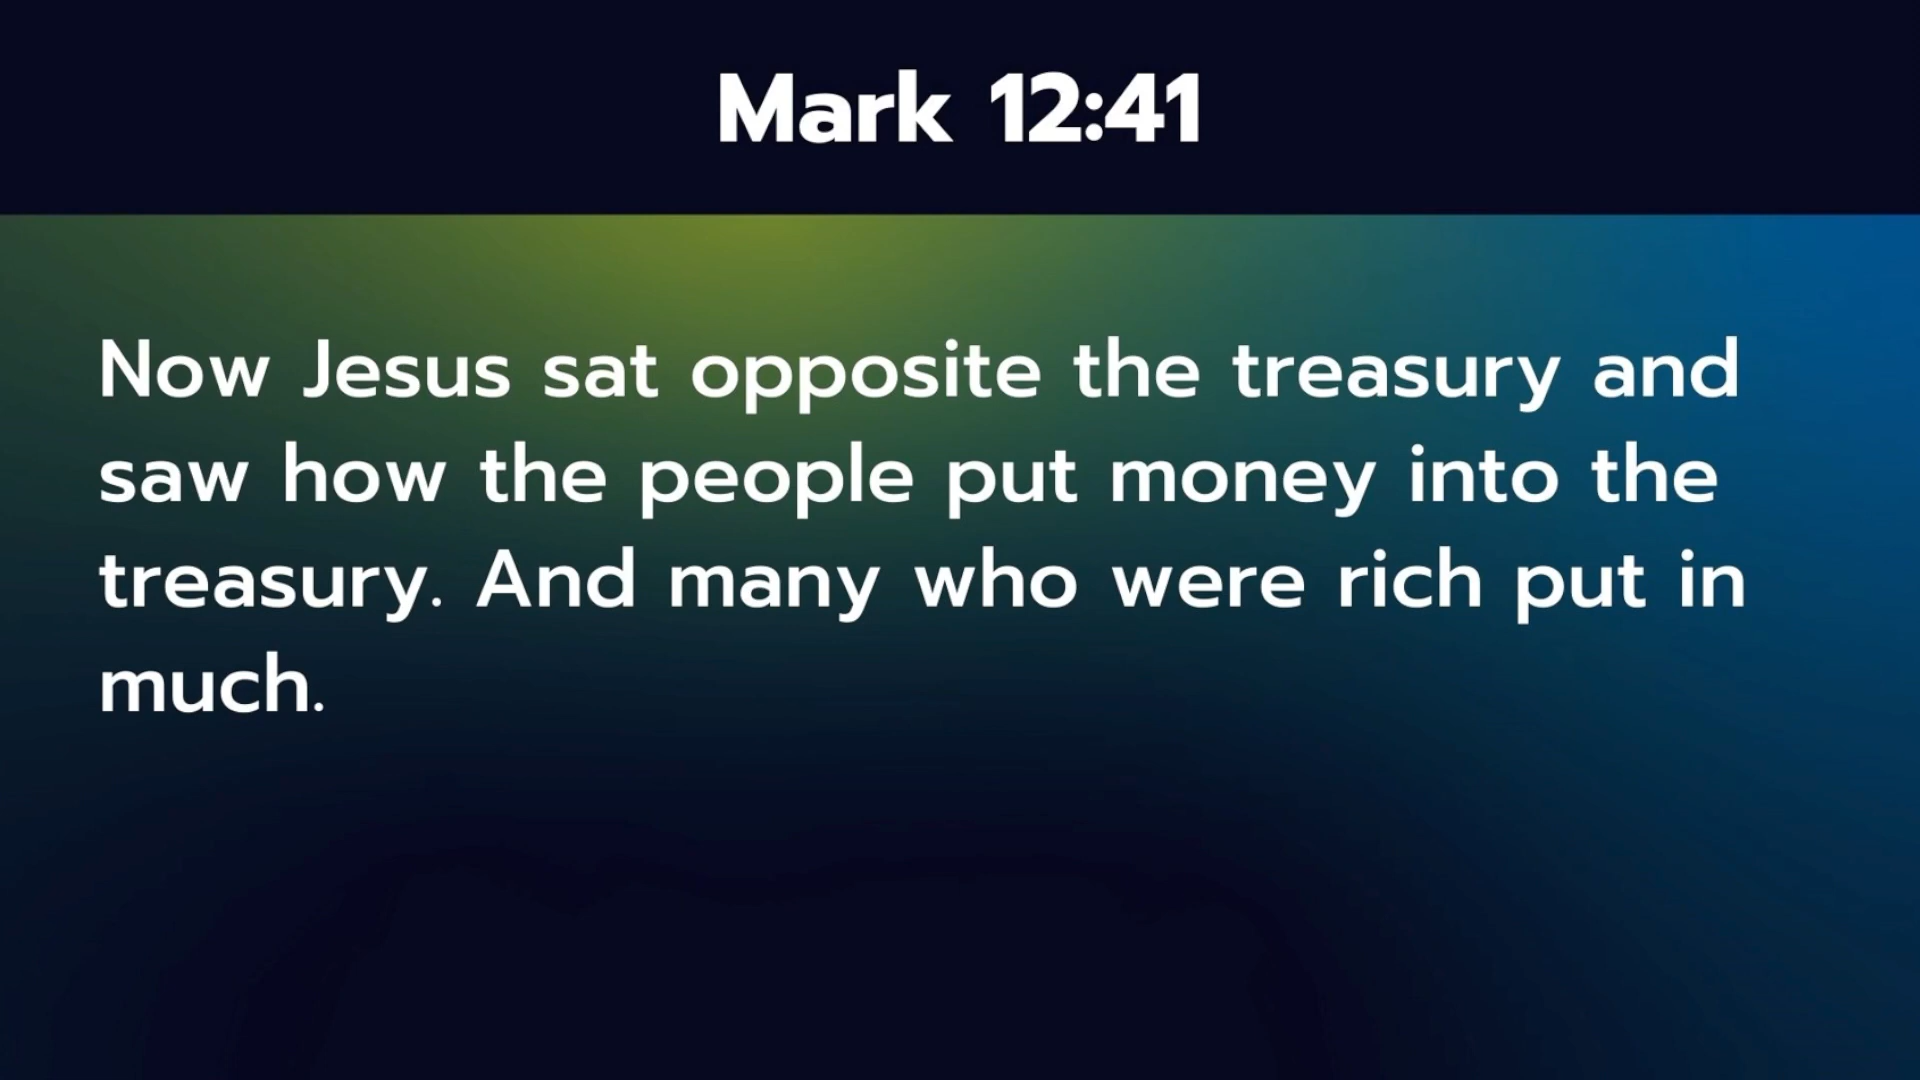 Mark 12:41
Now Jesus sat opposite the treasury and
saw how the people put money into the
treasury. And many who were rich put in
much.